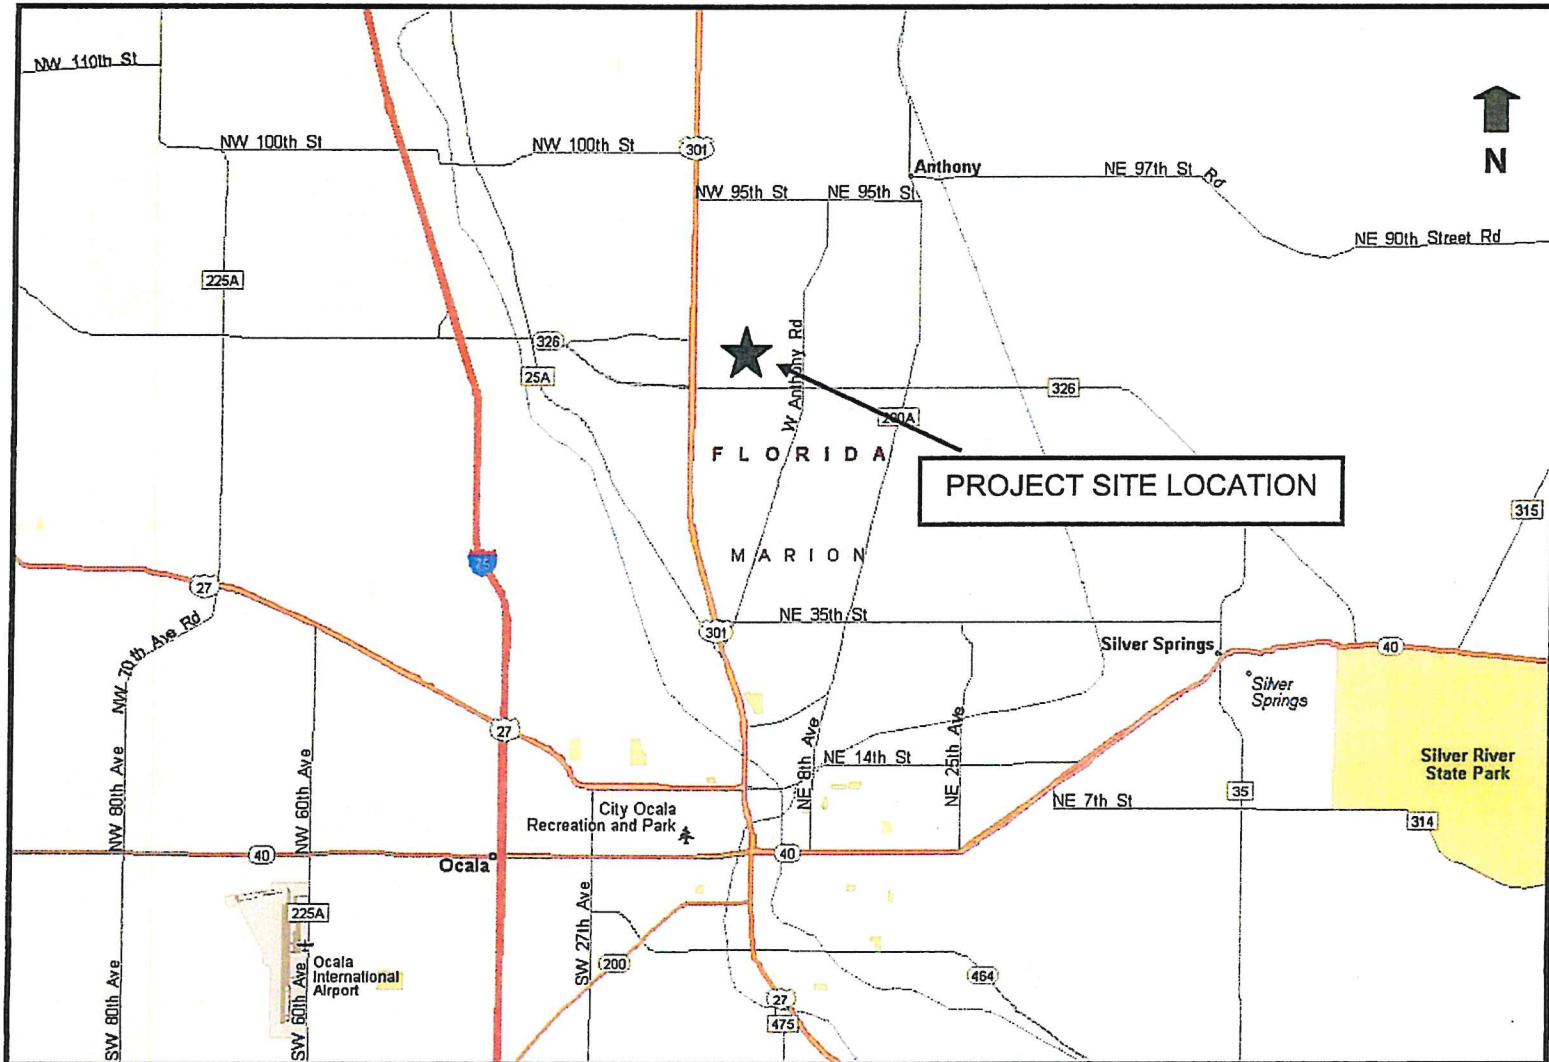 NW 110th St
NW 100th St
NW 100th St
301
N
Anthony
NE 97th St Rd
NW 95th St
NE 95th St
NE 90th Street Rd
225A
326
W Anthony Rd
25A
326
200A
FLORIDA
PROJECT SITE LOCATION
315
MARION
75
27
NW 70th Ave Rd
301
NE 35th St
Silver Springs
40
Silver
Springs
27
NW 80th Ave
NW 60th Ave
NE 8th Ave
NE 14th St
NE 25th Ave
Silver River
State Park
35
NE 7th St
314
City Ocala
Recreation and Park
40
Ocala
40
225A
SW 27th Ave
Ocala
International
Airport
SW 80th Ave
SW 60th Ave
200
464
27
475